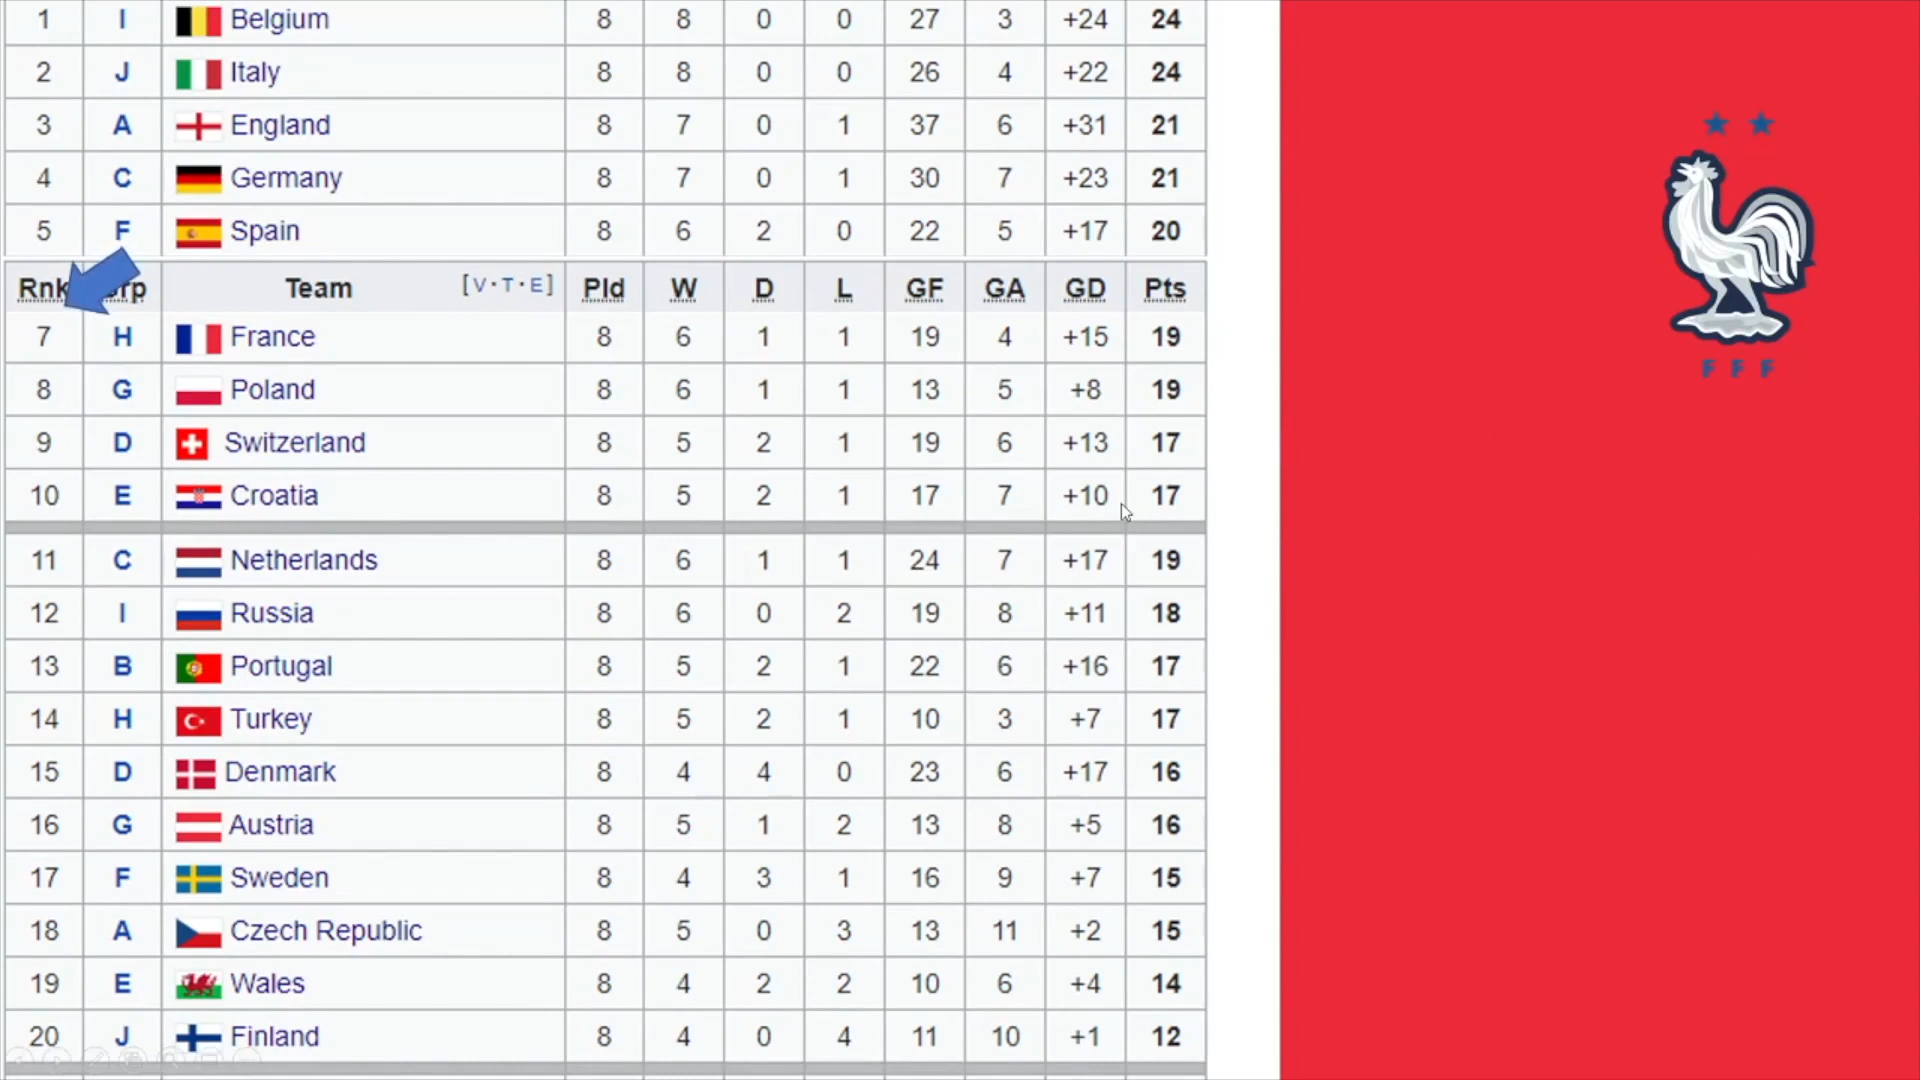 1 I Belgium 8 8 0 0 27 3 +24 24
2 J Italy 8 8 0 0 26 4 +22 24
3 A England 8 7 0 1 37 6 +31 21
4 C Germany 8 7 0 1 30 7 +23 21
5 F Spain 8 6 2 0 22 5 +17 20
Rnk rp Team [V·T·E] Pld W D L GF GA GD Pts
7 H France 8 6 1 1 19 4 +15 19
8 G Poland 8 6 1 1 13 5 +8 19
9 D Switzerland 8 5 2 1 19 6 +13 17
10 E Croatia 8 5 2 1 17 7 +10 17
11 C Netherlands 8 6 1 1 24 7 +17 19
12 I Russia 8 6 0 2 19 8 +11 18
13 B Portugal 8 5 2 1 22 6 +16 17
14 H Turkey 8 5 2 1 10 3 +7 17
15 D Denmark 8 4 4 0 23 6 +17 16
16 G Austria 8 5 1 2 13 8 +5 16
17 F Sweden 8 4 3 1 16 9 +7 15
18 A Czech Republic 8 5 0 3 13 11 +2 15
19 E Wales 8 4 2 2 10 6 +4 14
20 J Finland 8 4 0 4 11 10 +1 12
F F F